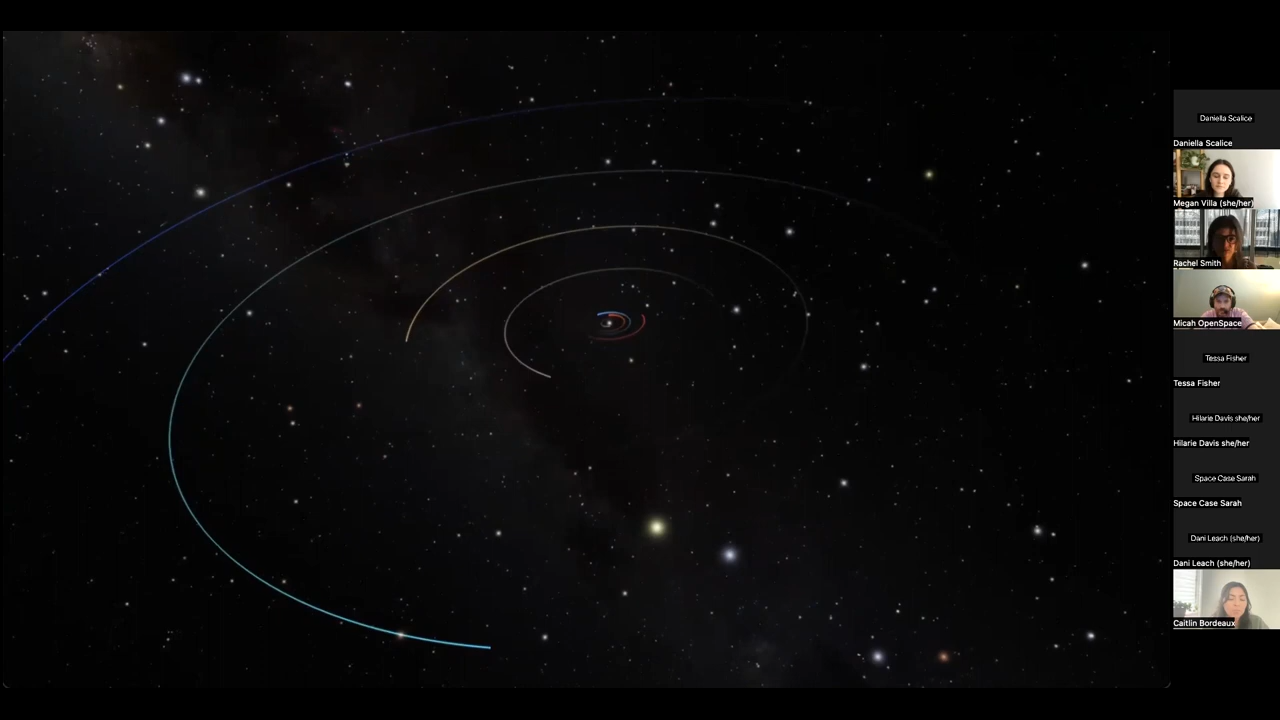 Daniella Scalice
Daniella Scalice
Megan Villa (she/her)
Rachel Smith
Micah OpenSpace
Tessa Fisher
Tessa Fisher
Hilarie Davis she/her
Hilarie Davis she/her
Space Case Sarah
Space Case Sarah
Dani Leach (she/her)
Dani Leach (she/her)
Caitlin Bordeaux